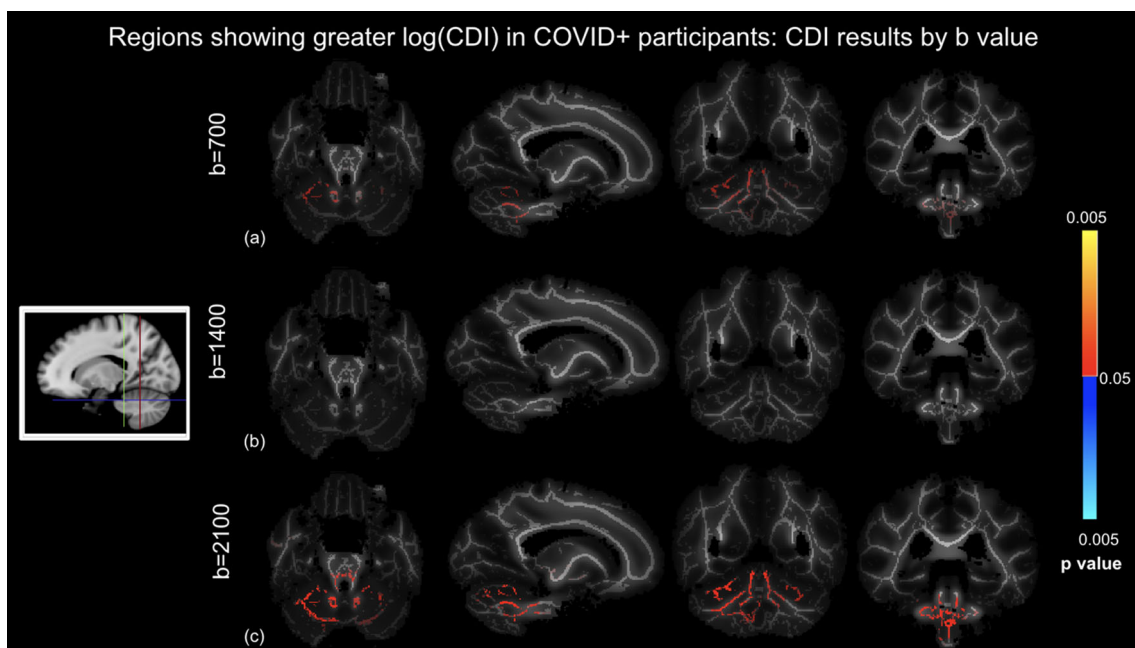 Regions showing greater log(CDI) in COVID+ participants: CDI results by b value
b=700
(a)
b=1400
(b)
b=2100
(c)
0.005
0.05
0.005
p value